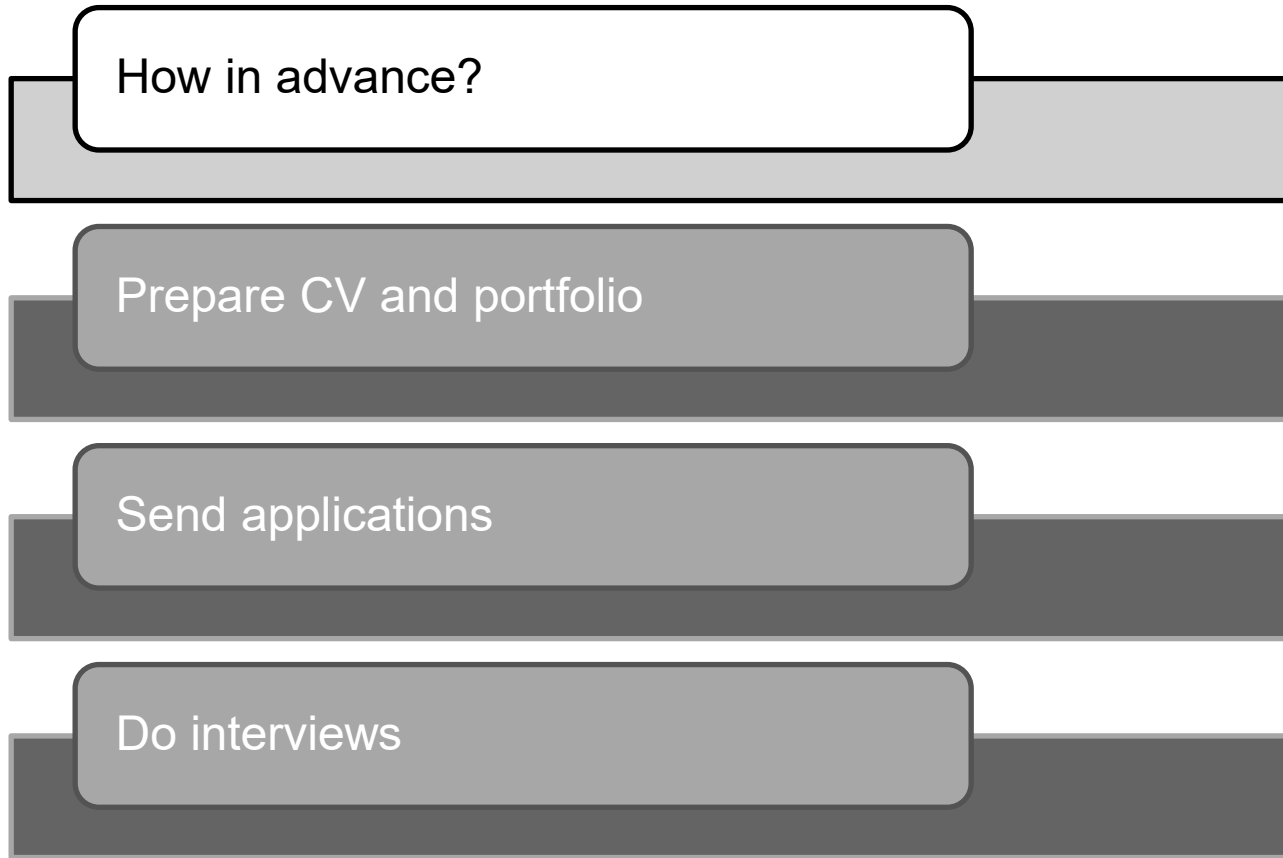 How in advance?
Prepare CV and portfolio
Send applications
Do interviews